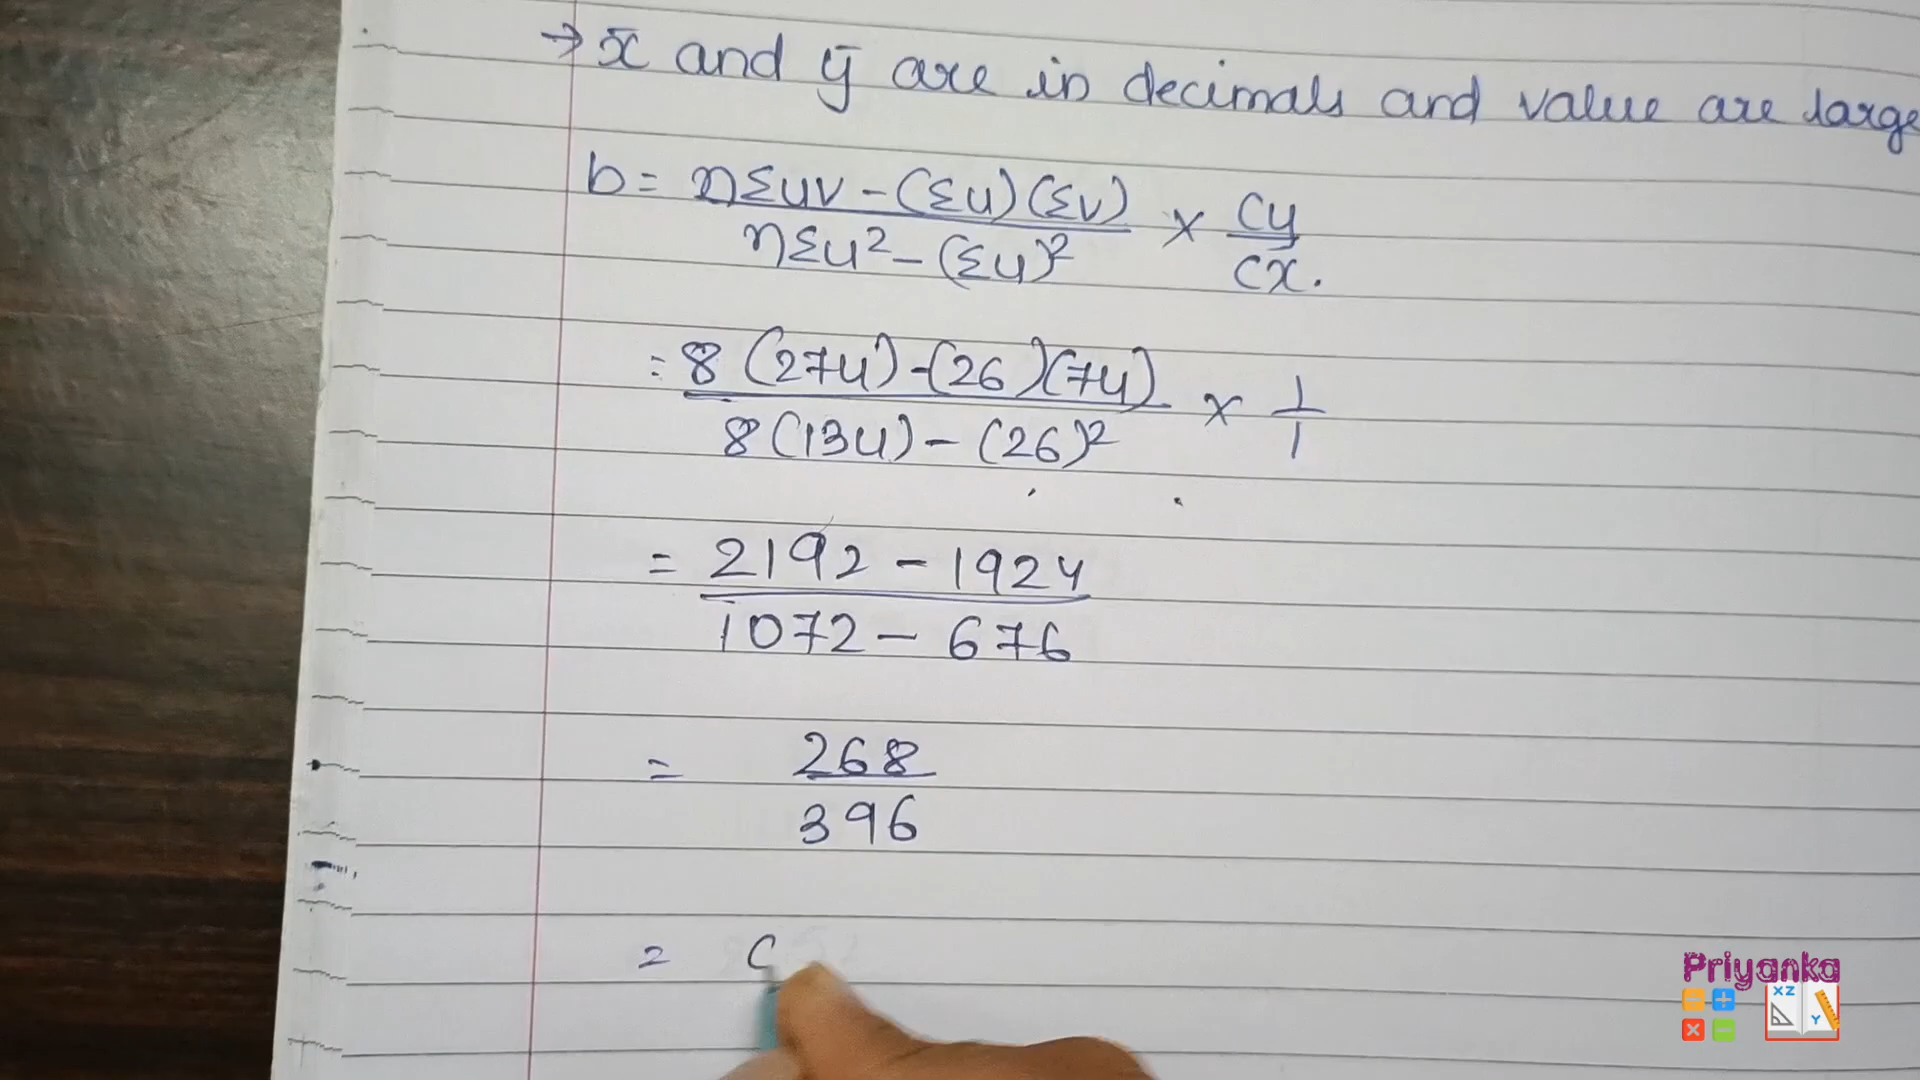 → x̄ and ȳ are in decimals and value are large
b = nΣuv - (Σu)(Σv) / nΣu² - (Σu)² × Cy / Cx.
= 8(274) - (26)(74) / 8(134) - (26)² × 1/1
= 2192 - 1924 / 1072 - 676
= 268 / 396
=
Priyanka
XZ
Y